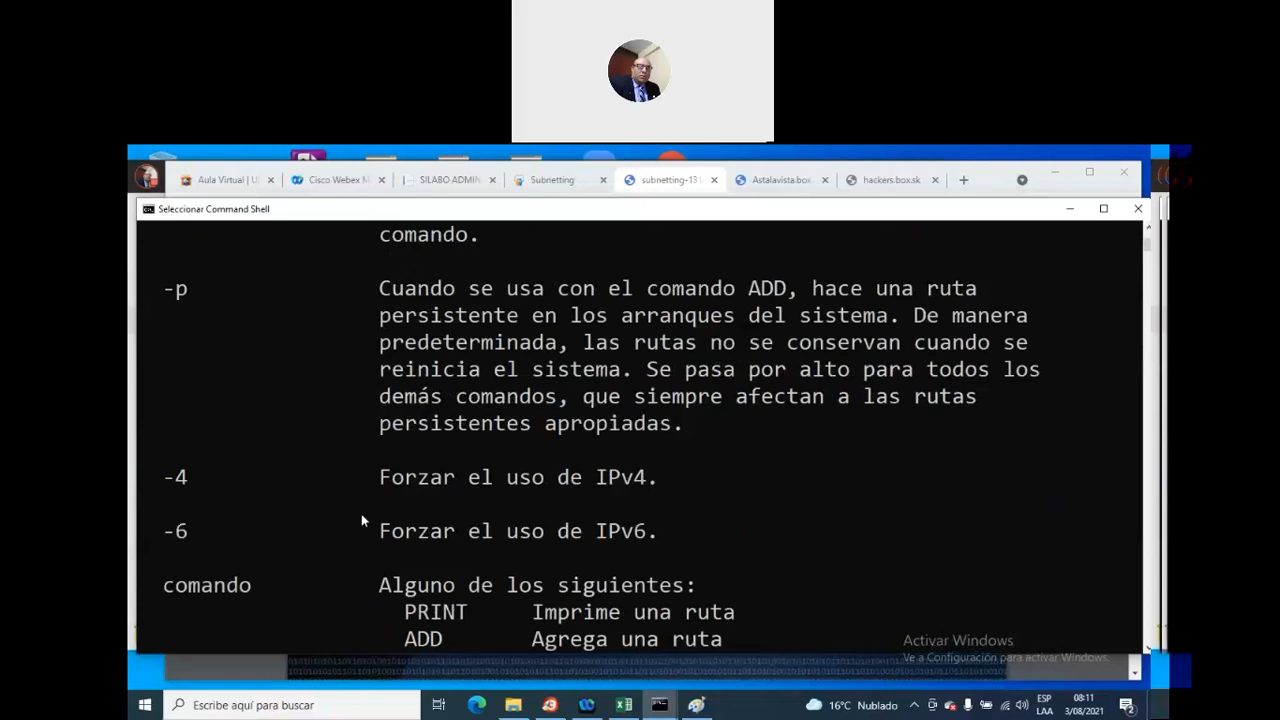 Aula Virtual | U
Cisco Webex M
SILABO ADMIN
Subnetting
subnetting-131
Astalavista.box
hackers.box.sk
Seleccionar Command Shell
comando.
-p Cuando se usa con el comando ADD, hace una ruta
persistente en los arranques del sistema. De manera
predeterminada, las rutas no se conservan cuando se
reinicia el sistema. Se pasa por alto para todos los
demás comandos, que siempre afectan a las rutas
persistentes apropiadas.
-4 Forzar el uso de IPv4.
-6 Forzar el uso de IPv6.
comando Alguno de los siguientes:
PRINT Imprime una ruta
ADD Agrega una ruta
Activar Windows
Ve a Configuración para activar Windows.
Escribe aquí para buscar
16°C Nublado
ESP
LAA
08:11
3/08/2021
2